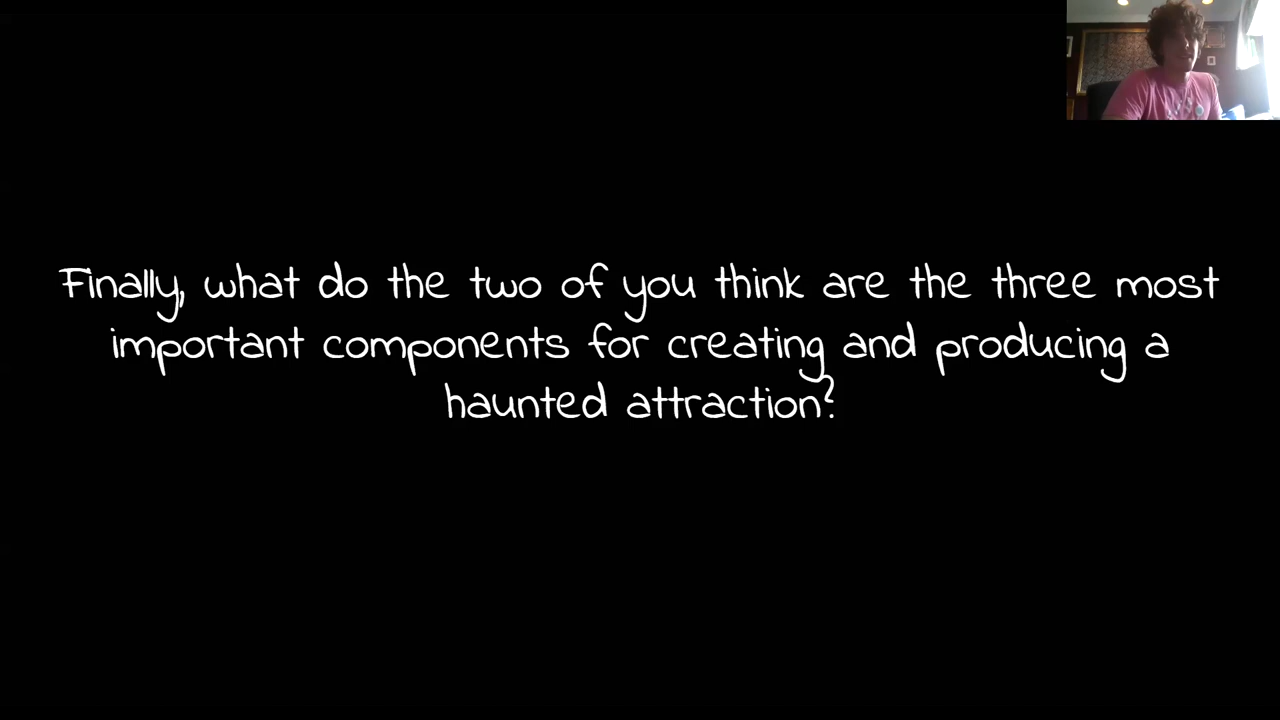 Finally, what do the two of you think are the three most
important components for creating and producing a
haunted attraction?